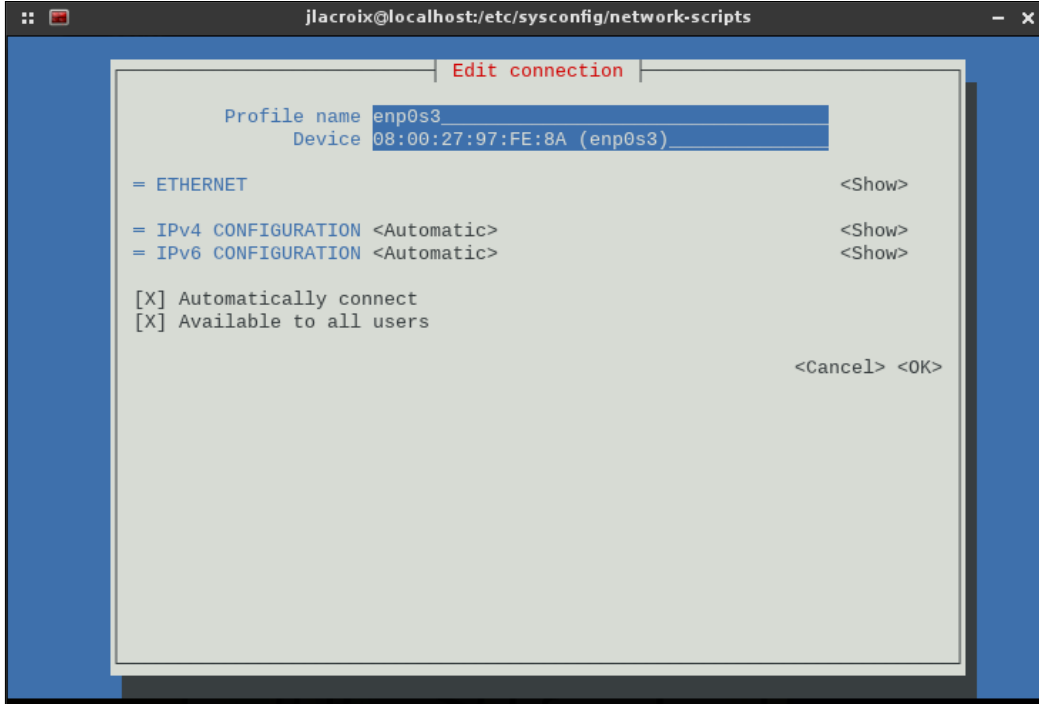 jlacroix@localhost:/etc/sysconfig/network-scripts
Edit connection
Profile name enp0s3
Device 08:00:27:97:FE:8A (enp0s3)
= ETHERNET <Show>
= IPv4 CONFIGURATION <Automatic> <Show>
= IPv6 CONFIGURATION <Automatic> <Show>
[X] Automatically connect
[X] Available to all users
<Cancel> <OK>